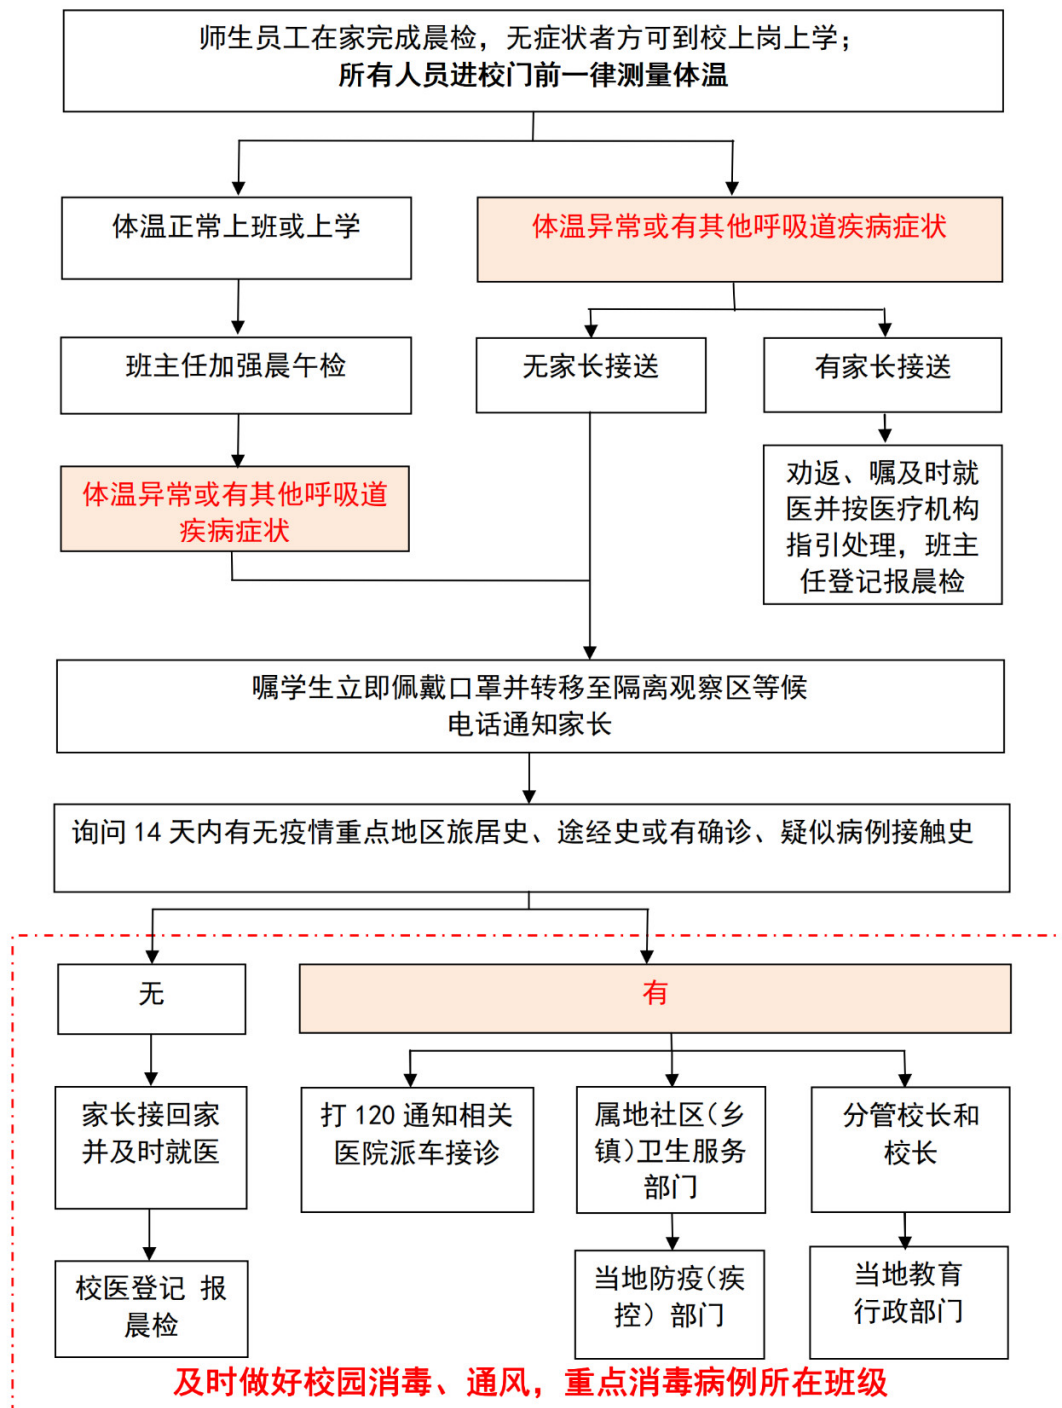 师生员工在家完成晨检，无症状者方可到校上岗上学；
所有人员进校门前一律测量体温
体温正常上班或上学
体温异常或有其他呼吸道疾病症状
班主任加强晨午检
无家长接送
有家长接送
体温异常或有其他呼吸道
疾病症状
劝返、嘱及时就
医并按医疗机构
指引处理，班主
任登记报晨检
嘱学生立即佩戴口罩并转移至隔离观察区等候
电话通知家长
询问 14 天内有无疫情重点地区旅居史、途经史或有确诊、疑似病例接触史
无
有
家长接回家
并及时就医
打 120 通知相关
医院派车接诊
属地社区（乡
镇）卫生服务
部门
分管校长和
校长
校医登记 报
晨检
当地防疫（疾
控）部门
当地教育
行政部门
及时做好校园消毒、通风，重点消毒病例所在班级